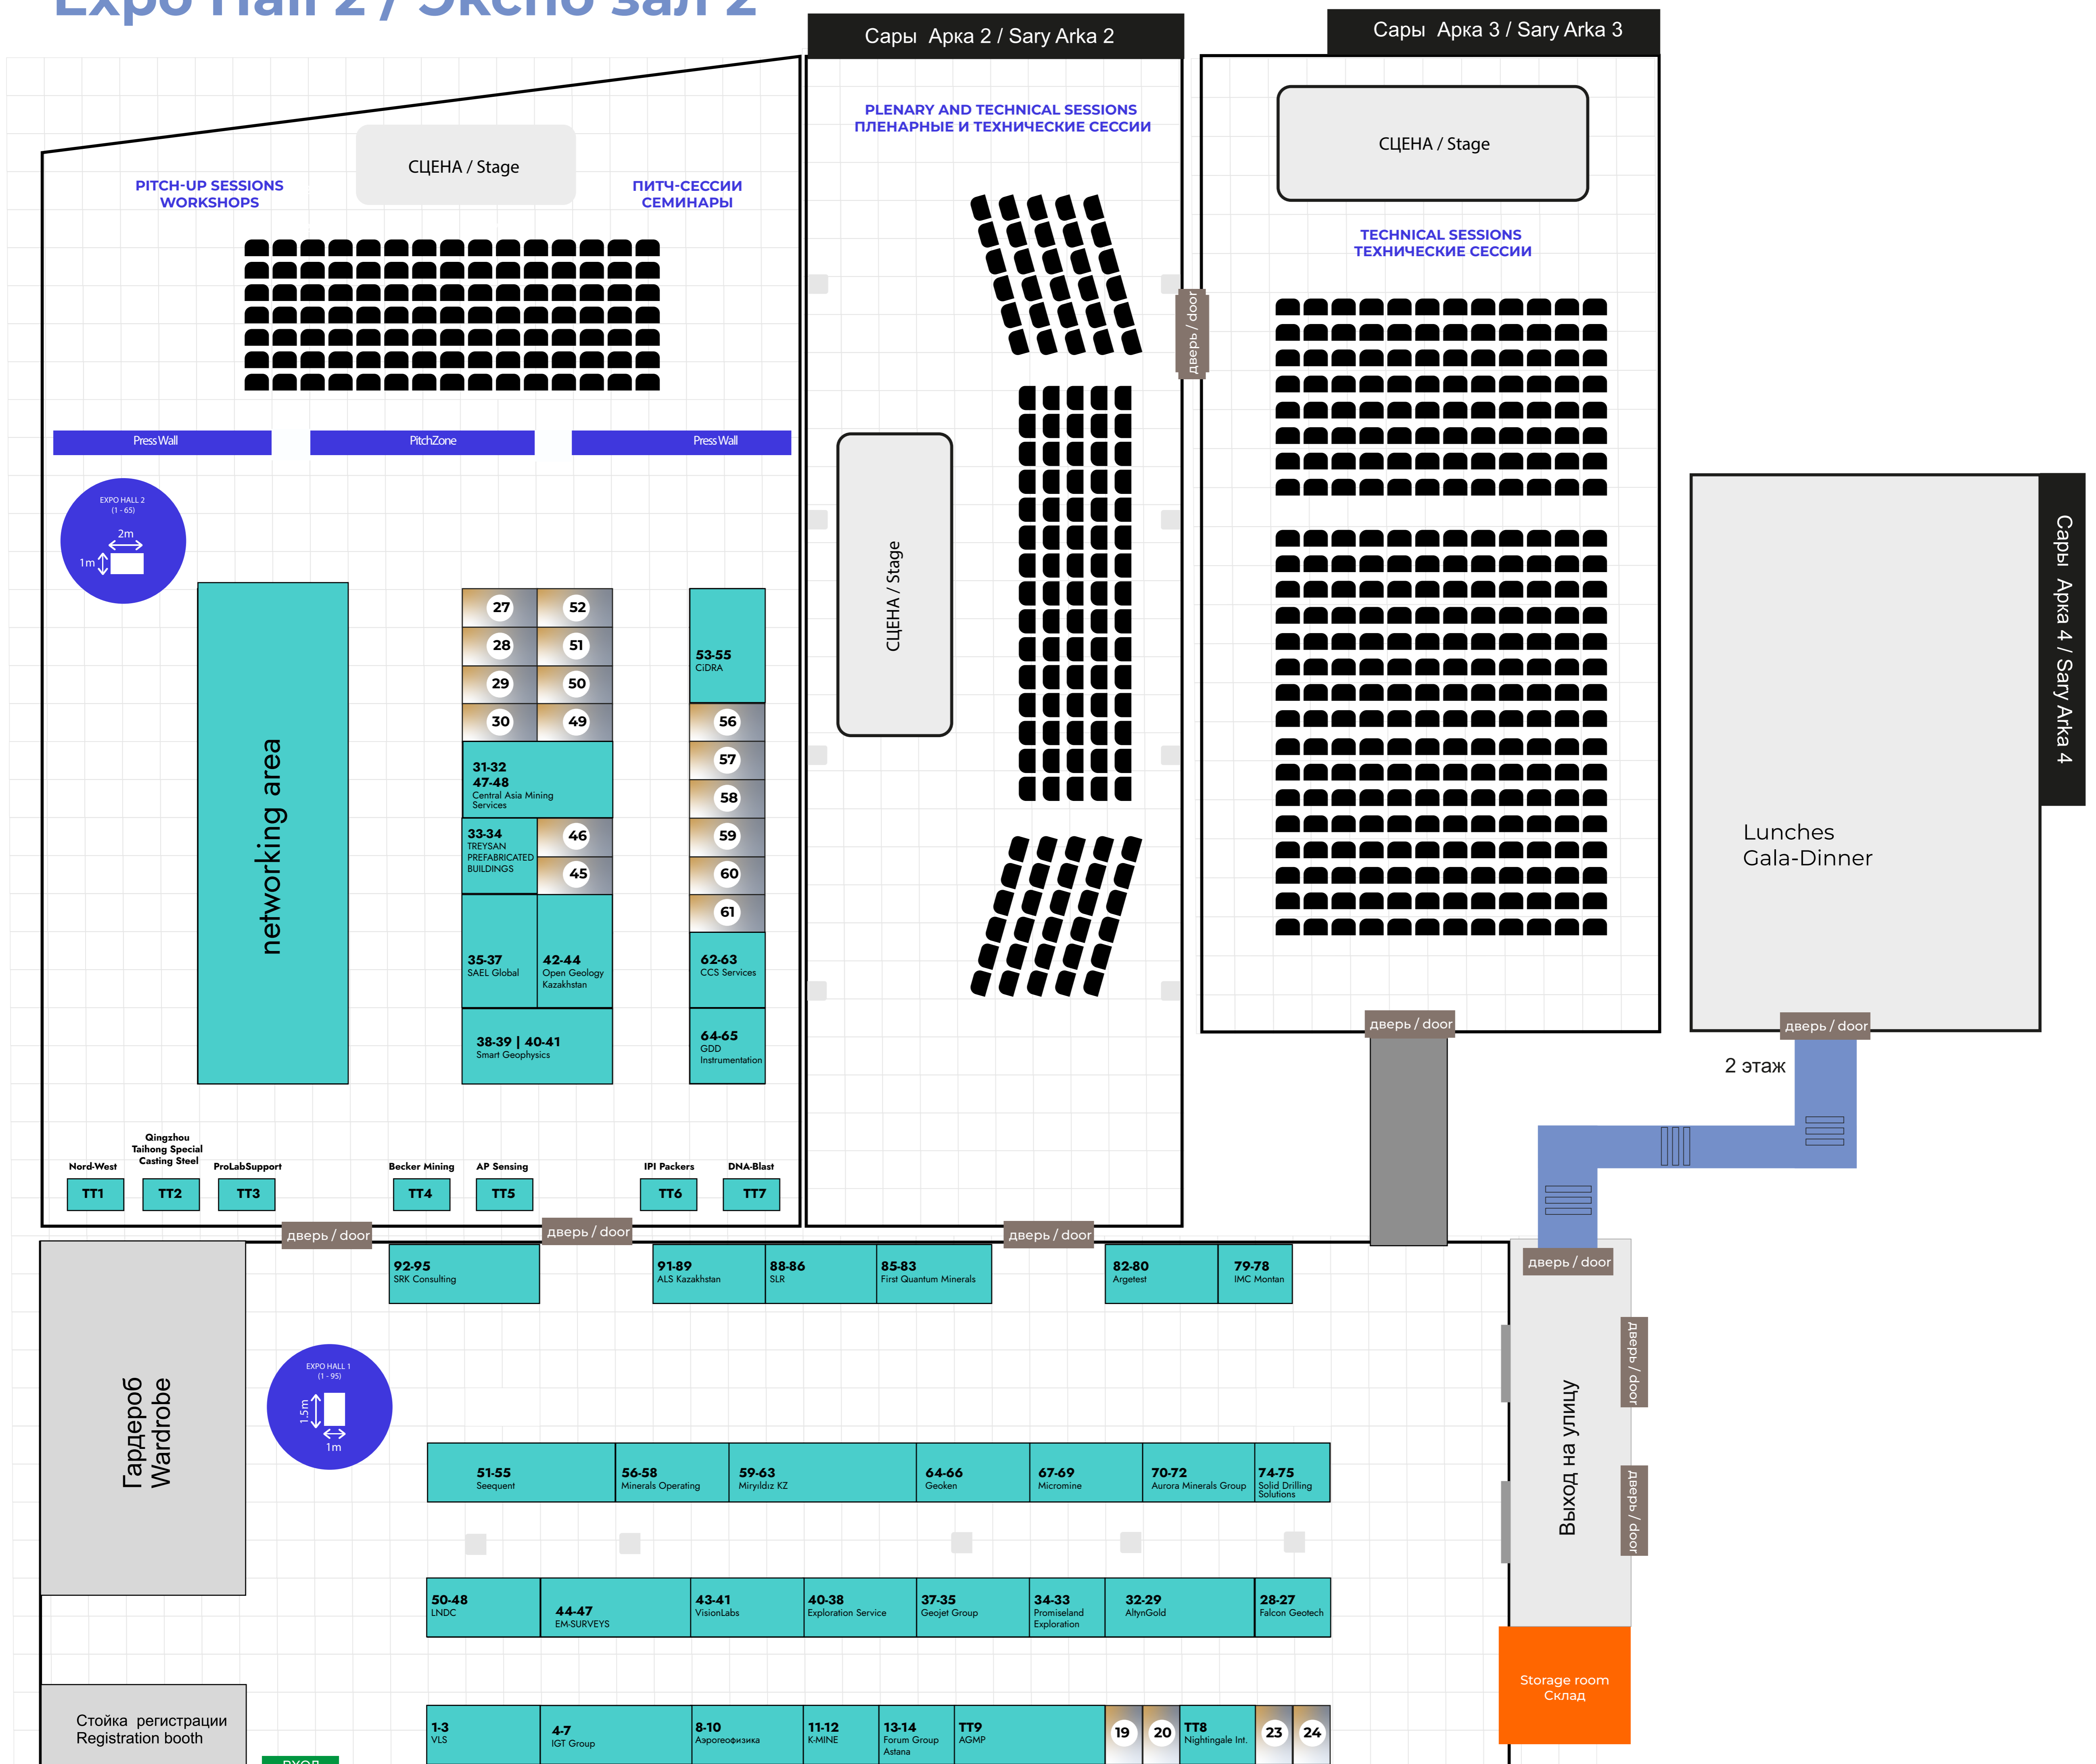 Expo Hall 2 / Экспо зал 2
Сары Арка 2 / Sary Arka 2
Сары Арка 3 / Sary Arka 3
СЦЕНА / Stage
PITCH-UP SESSIONS
WORKSHOPS
ПИТЧ-СЕССИИ
СЕМИНАРЫ
PLENARY AND TECHNICAL SESSIONS
ПЛЕНАРНЫЕ И ТЕХНИЧЕСКИЕ СЕССИИ
СЦЕНА / Stage
TECHNICAL SESSIONS
ТЕХНИЧЕСКИЕ СЕССИИ
дверь / door
Press Wall
PitchZone
Press Wall
EXPO HALL 2
(1 - 65)
2m
1m
СЦЕНА / Stage
Сары Арка 4 / Sary Arka 4
Lunches
Gala-Dinner
networking area
27
52
28
51
29
50
30
49
31-32
47-48
Central Asia Mining
Services
33-34
TREYSAN
PREFABRICATED
BUILDINGS
46
45
35-37
SAEL Global
42-44
Open Geology
Kazakhstan
38-39 | 40-41
Smart Geophysics
53-55
CiDRA
56
57
58
59
60
61
62-63
CCS Services
64-65
GDD
Instrumentation
дверь / door
дверь / door
2 этаж
Nord-West
TT1
Qingzhou
Taihong Special
Casting Steel
TT2
ProLabSupport
TT3
Becker Mining
TT4
AP Sensing
TT5
IPI Packers
TT6
DNA-Blast
TT7
дверь / door
дверь / door
дверь / door
дверь / door
92-95
SRK Consulting
91-89
ALS Kazakhstan
88-86
SLR
85-83
First Quantum Minerals
82-80
Argetest
79-78
IMC Montan
Гардероб
Wardrobe
EXPO HALL 1
(1 - 95)
1.5m
1m
Выход на улицу
дверь / door
дверь / door
51-55
Seequent
56-58
Minerals Operating
59-63
Miryıldız KZ
64-66
Geoken
67-69
Micromine
70-72
Aurora Minerals Group
74-75
Solid Drilling
Solutions
50-48
LNDC
44-47
EM-SURVEYS
43-41
VisionLabs
40-38
Exploration Service
37-35
Geojet Group
34-33
Promiseland
Exploration
32-29
AltynGold
28-27
Falcon Geotech
Storage room
Склад
Стойка регистрации
Registration booth
ВХОД
1-3
VLS
4-7
IGT Group
8-10
Аэрогеофизика
11-12
K-MINE
13-14
Forum Group
Astana
TT9
AGMP
19
20
TT8
Nightingale Int.
23
24